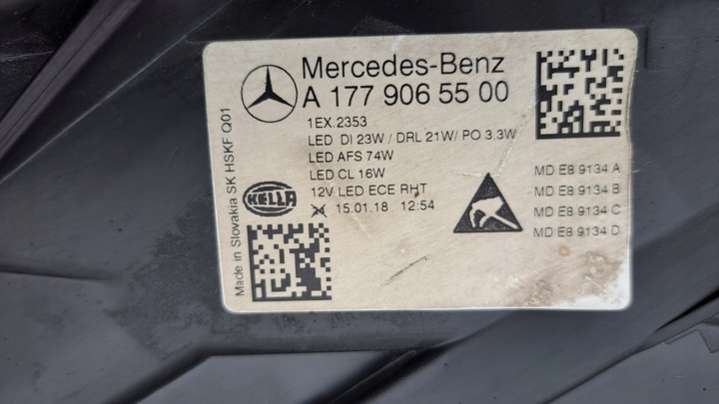 Mercedes-Benz
A 177 906 55 00
1EX.2353
LED DI 23W / DRL 21W/ PO 3.3W
LED AFS 74W
LED CL 16W
12V LED ECE RHT
15.01.18 12:54
HELLA
Made in Slovakia SK HSKF Q01
MD E8 9134 A
MD E8 9134 B
MD E8 9134 C
MD E8 9134 D